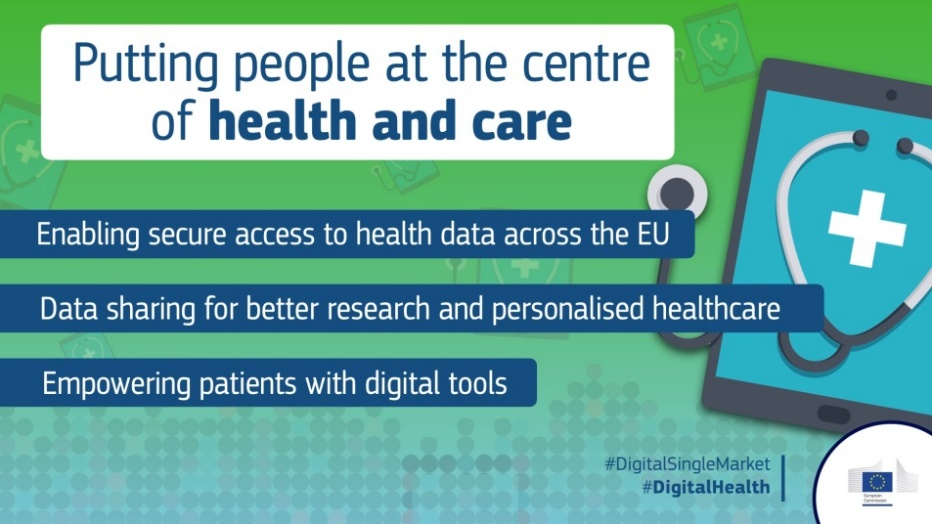 Putting people at the centre
of health and care
Enabling secure access to health data across the EU
Data sharing for better research and personalised healthcare
Empowering patients with digital tools
#DigitalSingleMarket
#DigitalHealth
European
Commission